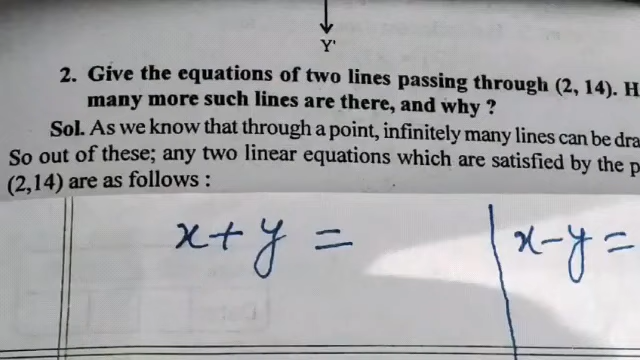 Y'
2. Give the equations of two lines passing through (2, 14). H
many more such lines are there, and why ?
Sol. As we know that through a point, infinitely many lines can be dra
So out of these; any two linear equations which are satisfied by the p
(2,14) are as follows :
x+y = | x-y =